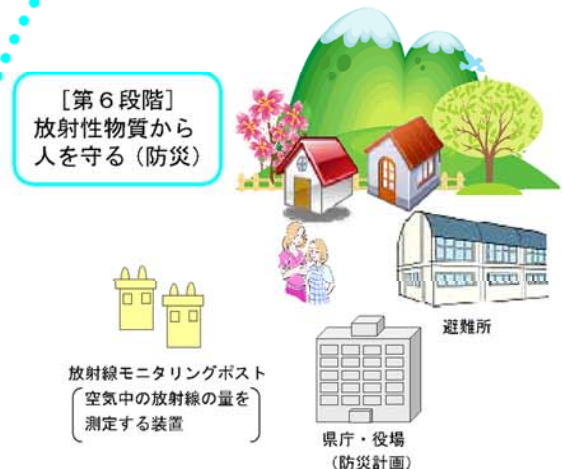 ［第６段階］
放射性物質から
人を守る（防災）
避難所
放射線モニタリングポスト
空気中の放射線の量を
測定する装置
県庁・役場
（防災計画）